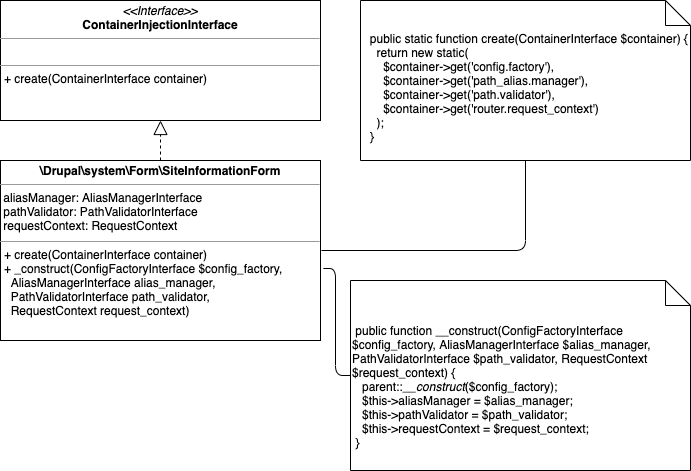 <<Interface>>
ContainerInjectionInterface
+ create(ContainerInterface container)
\Drupal\system\Form\SiteInformationForm
aliasManager: AliasManagerInterface
pathValidator: PathValidatorInterface
requestContext: RequestContext
+ create(ContainerInterface container)
+ _construct(ConfigFactoryInterface $config_factory,
AliasManagerInterface alias_manager,
PathValidatorInterface path_validator,
RequestContext request_context)
public static function create(ContainerInterface $container) {
return new static(
$container->get('config.factory'),
$container->get('path_alias.manager'),
$container->get('path.validator'),
$container->get('router.request_context')
);
}
public function __construct(ConfigFactoryInterface
$config_factory, AliasManagerInterface $alias_manager,
PathValidatorInterface $path_validator, RequestContext
$request_context) {
parent::__construct($config_factory);
$this->aliasManager = $alias_manager;
$this->pathValidator = $path_validator;
$this->requestContext = $request_context;
}